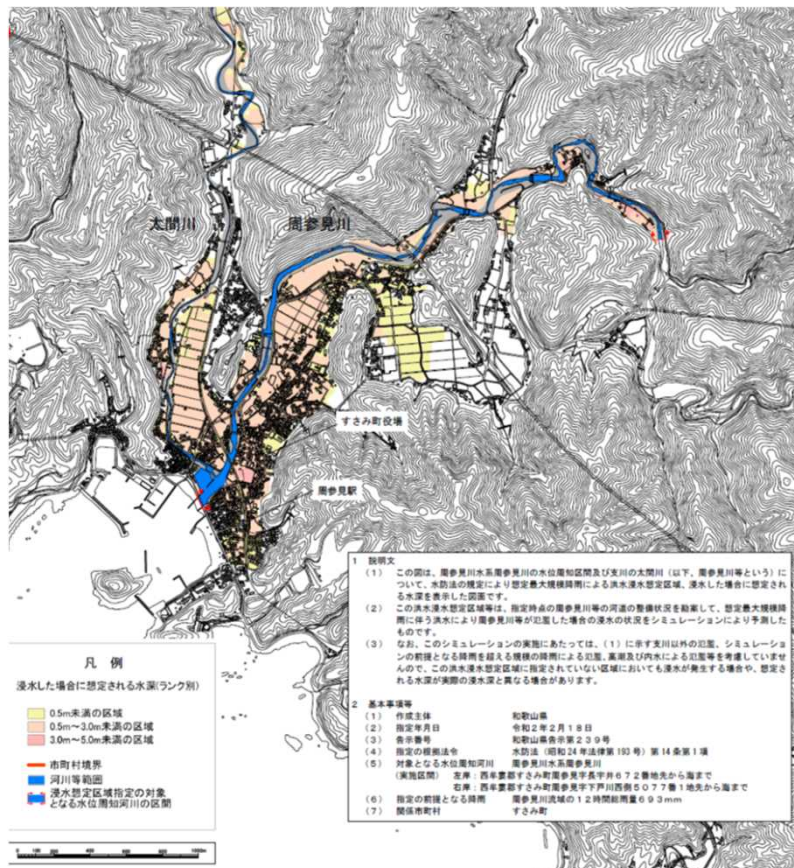 太間川
周参見川
すさみ町役場
周参見駅
1 説明文
(1) この図は、周参見川水系周参見川の水位周知区間及び支川の太間川（以下、周参見川等という）に
ついて、水防法の規定により想定最大規模降雨による洪水浸水想定区域、浸水した場合に想定され
る水深を表示した図面です。
(2) この洪水浸水想定区域等は、指定時点の周参見川等の河道の整備状況を勘案して、想定最大規模降
雨に伴う洪水により周参見川等が氾濫した場合の浸水の状況をシミュレーションにより予測した
ものです。
(3) なお、このシミュレーションの実施にあたっては、（1）に示す支川以外の氾濫、シミュレーショ
ンの前提となる降雨を超える規模の降雨による氾濫、高潮及び内水による氾濫等を考慮していませ
んので、この洪水浸水想定区域に指定されていない区域においても浸水が発生する場合や、想定さ
れる水深が実際の浸水深と異なる場合があります。
2 基本事項等
(1) 作成主体 和歌山県
(2) 指定年月日 令和2年2月18日
(3) 告示番号 和歌山県告示第239号
(4) 指定の根拠法令 水防法（昭和24年法律第193号）第14条第1項
(5) 対象となる水位周知河川 周参見川水系周参見川
(実施区間) 左岸：西牟婁郡すさみ町周参見字長字井672番地先から海まで
右岸：西牟婁郡すさみ町周参見字下戸川西側5077番1地先から海まで
(6) 指定の前提となる降雨 周参見川流域の12時間総雨量693mm
(7) 関係市町村 すさみ町
凡 例
浸水した場合に想定される水深(ランク別)
0.5m未満の区域
0.5m～3.0m未満の区域
3.0m～5.0m未満の区域
市町村境界
河川等範囲
浸水想定区域指定の対象
となる水位周知河川の区間